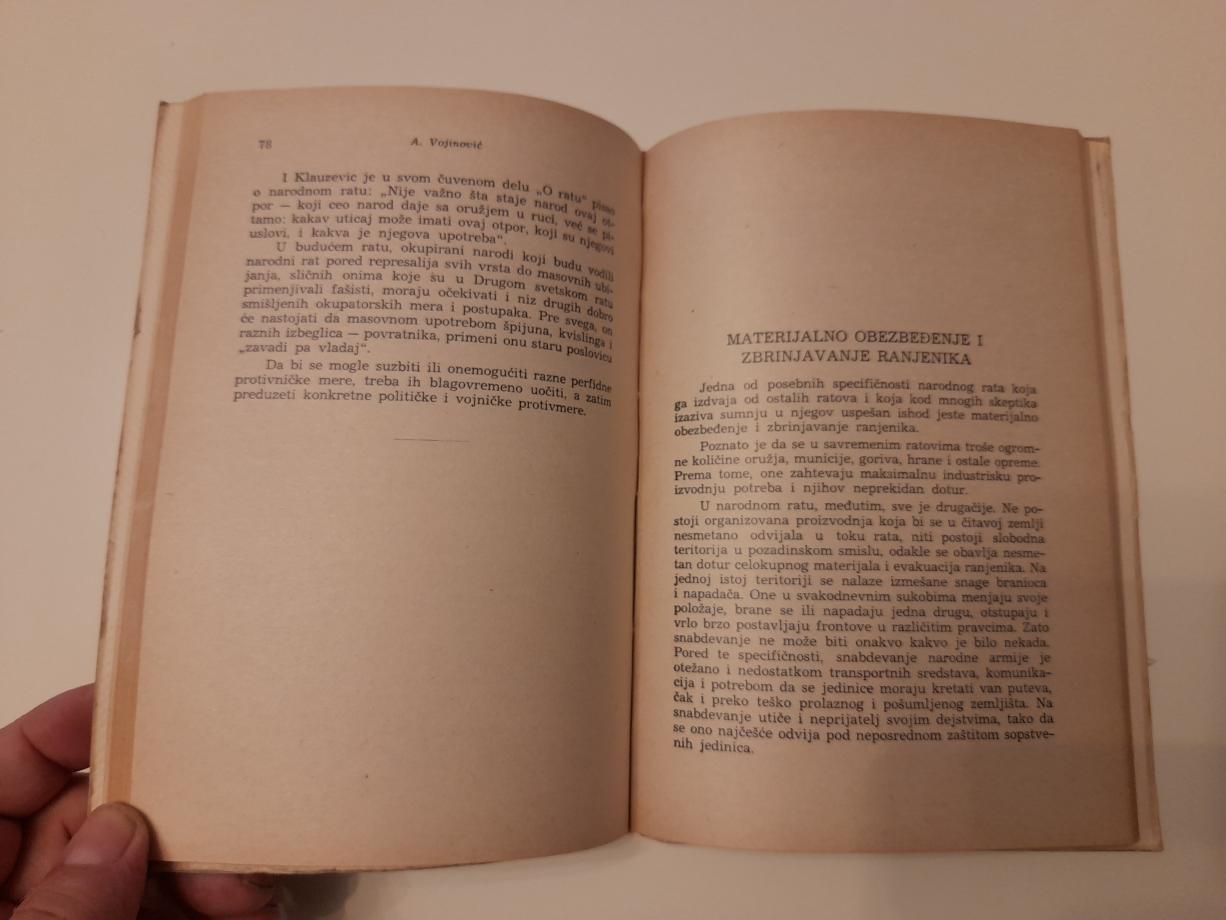 78
A. Vojinović
I Klauzevic je u svom čuvenom delu „O ratu“ pisao
o narodnom ratu: „Nije važno šta staje narod ovaj ot-
por — koji ceo narod daje sa oružjem u ruci, već se pi-
tamo: kakav uticaj može imati ovaj otpor, koji su njegovi
uslovi, i kakva je njegova upotreba“.
U budućem ratu, okupirani narodi koji budu vodili
narodni rat pored represalija svih vrsta do masovnih ubi-
janja, sličnih onima koje su u Drugom svetskom ratu
primenjivali fašisti, moraju očekivati i niz drugih dobro
smišljenih okupatorskih mera i postupaka. Pre svega, on
će nastojati da masovnom upotrebom špijuna, kvislinga i
raznih izbeglica — povratnika, primeni onu staru poslovicu
„zavadi pa vladaj“.
Da bi se mogle suzbiti ili onemogućiti razne perfidne
protivničke mere, treba ih blagovremeno uočiti, a zatim
preduzeti konkretne političke i vojničke protivmere.
MATERIJALNO OBEZBEĐENJE I
ZBRINJAVANJE RANJENIKA
Jedna od posebnih specifičnosti narodnog rata koja
ga izdvaja od ostalih ratova i koja kod mnogih skeptika
izaziva sumnju u njegov uspešan ishod jeste materijalno
obezbeđenje i zbrinjavanje ranjenika.
Poznato je da se u savremenim ratovima troše ogrom-
ne količine oružja, municije, goriva, hrane i ostale opreme.
Prema tome, one zahtevaju maksimalnu industrisku pro-
izvodnju potreba i njihov neprekidan dotur.
U narodnom ratu, međutim, sve je drugačije. Ne po-
stoji organizovana proizvodnja koja bi se u čitavoj zemlji
nesmetano odvijala u toku rata, niti postoji slobodna
teritorija u pozadinskom smislu, odakle se obavlja nesme-
tan dotur celokupnog materijala i evakuacija ranjenika. Na
jednoj istoj teritoriji se nalaze izmešane snage branioca
i napadača. One u svakodnevnim sukobima menjaju svoje
položaje, brane se ili napadaju jedna drugu, otstupaju i
vrlo brzo postavljaju frontove u različitim pravcima. Zato
snabdevanje ne može biti onakvo kakvo je bilo nekada.
Pored te specifičnosti, snabdevanje narodne armije je
otežano i nedostatkom transportnih sredstava, komunika-
cija i potrebom da se jedinice moraju kretati van puteva,
čak i preko teško prolaznog i pošumljenog zemljišta. Na
snabdevanje utiče i neprijatelj svojim dejstvima, tako da
se ono najčešće odvija pod neposrednom zaštitom sopstve-
nih jedinica.